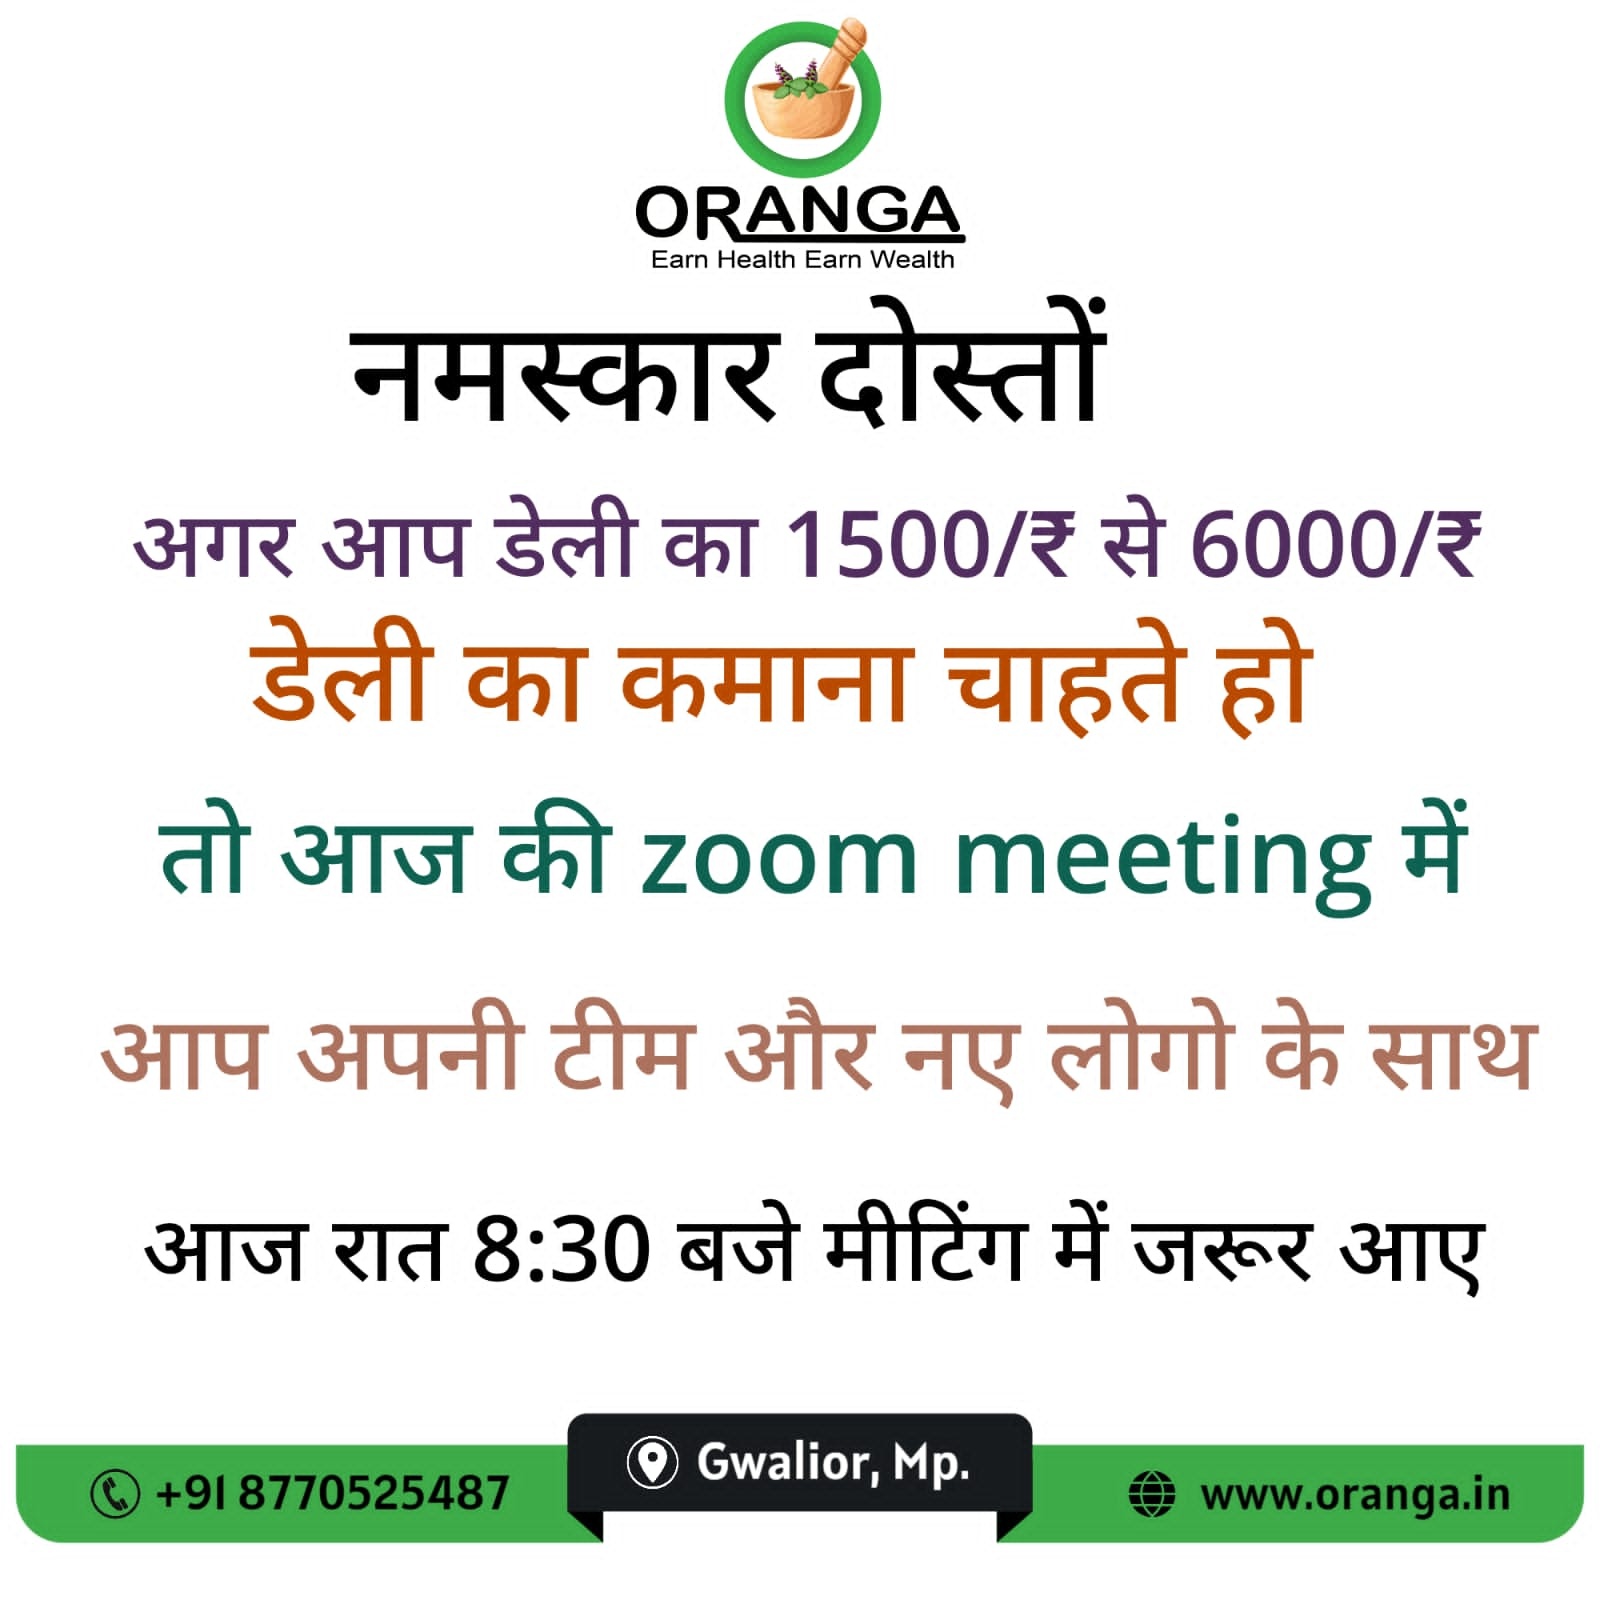 ORANGA
Earn Health Earn Wealth
नमस्कार दोस्तों
अगर आप डेली का 1500/₹ से 6000/₹
डेली का कमाना चाहते हो
तो आज की zoom meeting में
आप अपनी टीम और नए लोगो के साथ
आज रात 8:30 बजे मीटिंग में जरूर आए
+91 8770525487
Gwalior, Mp.
www.oranga.in